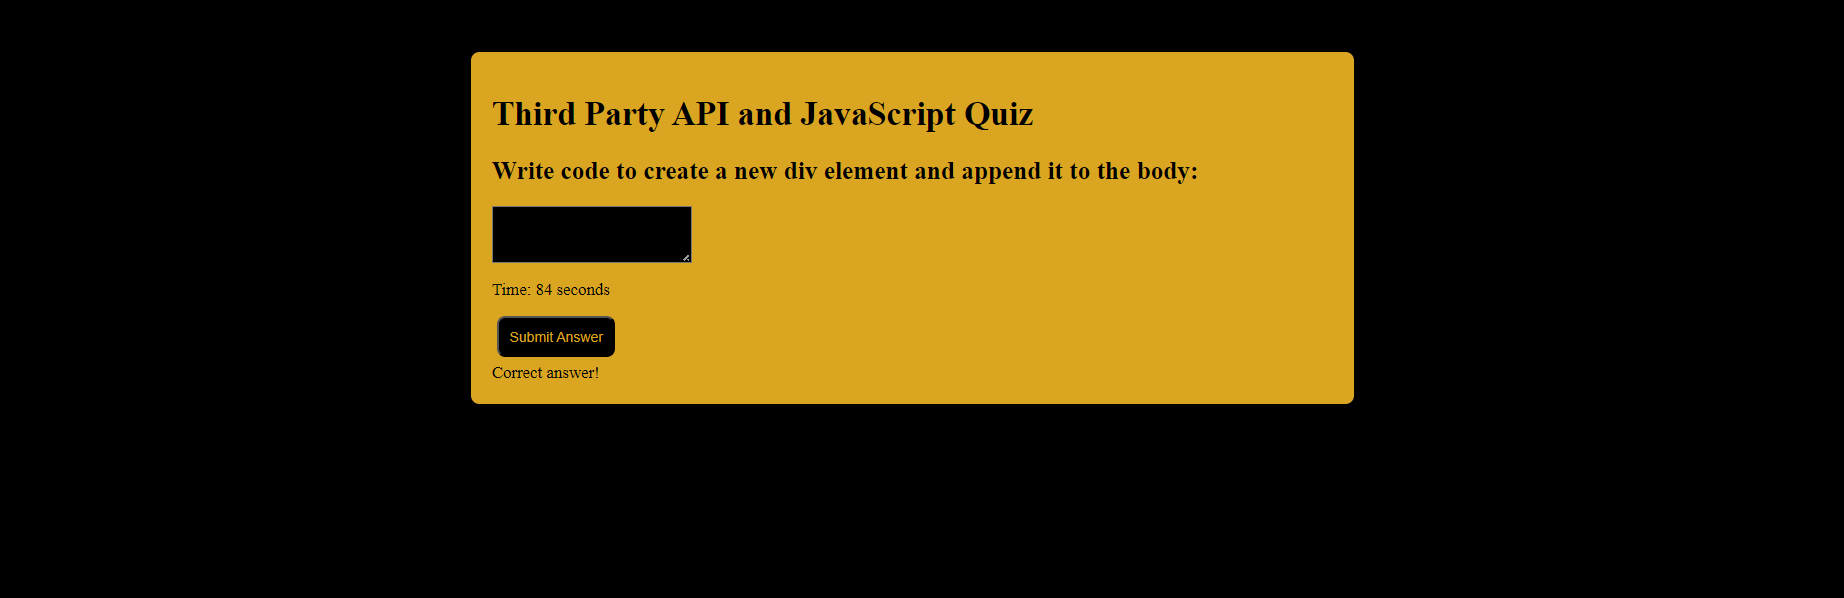 Third Party API and JavaScript Quiz
Write code to create a new div element and append it to the body:
Time: 84 seconds
Submit Answer
Correct answer!